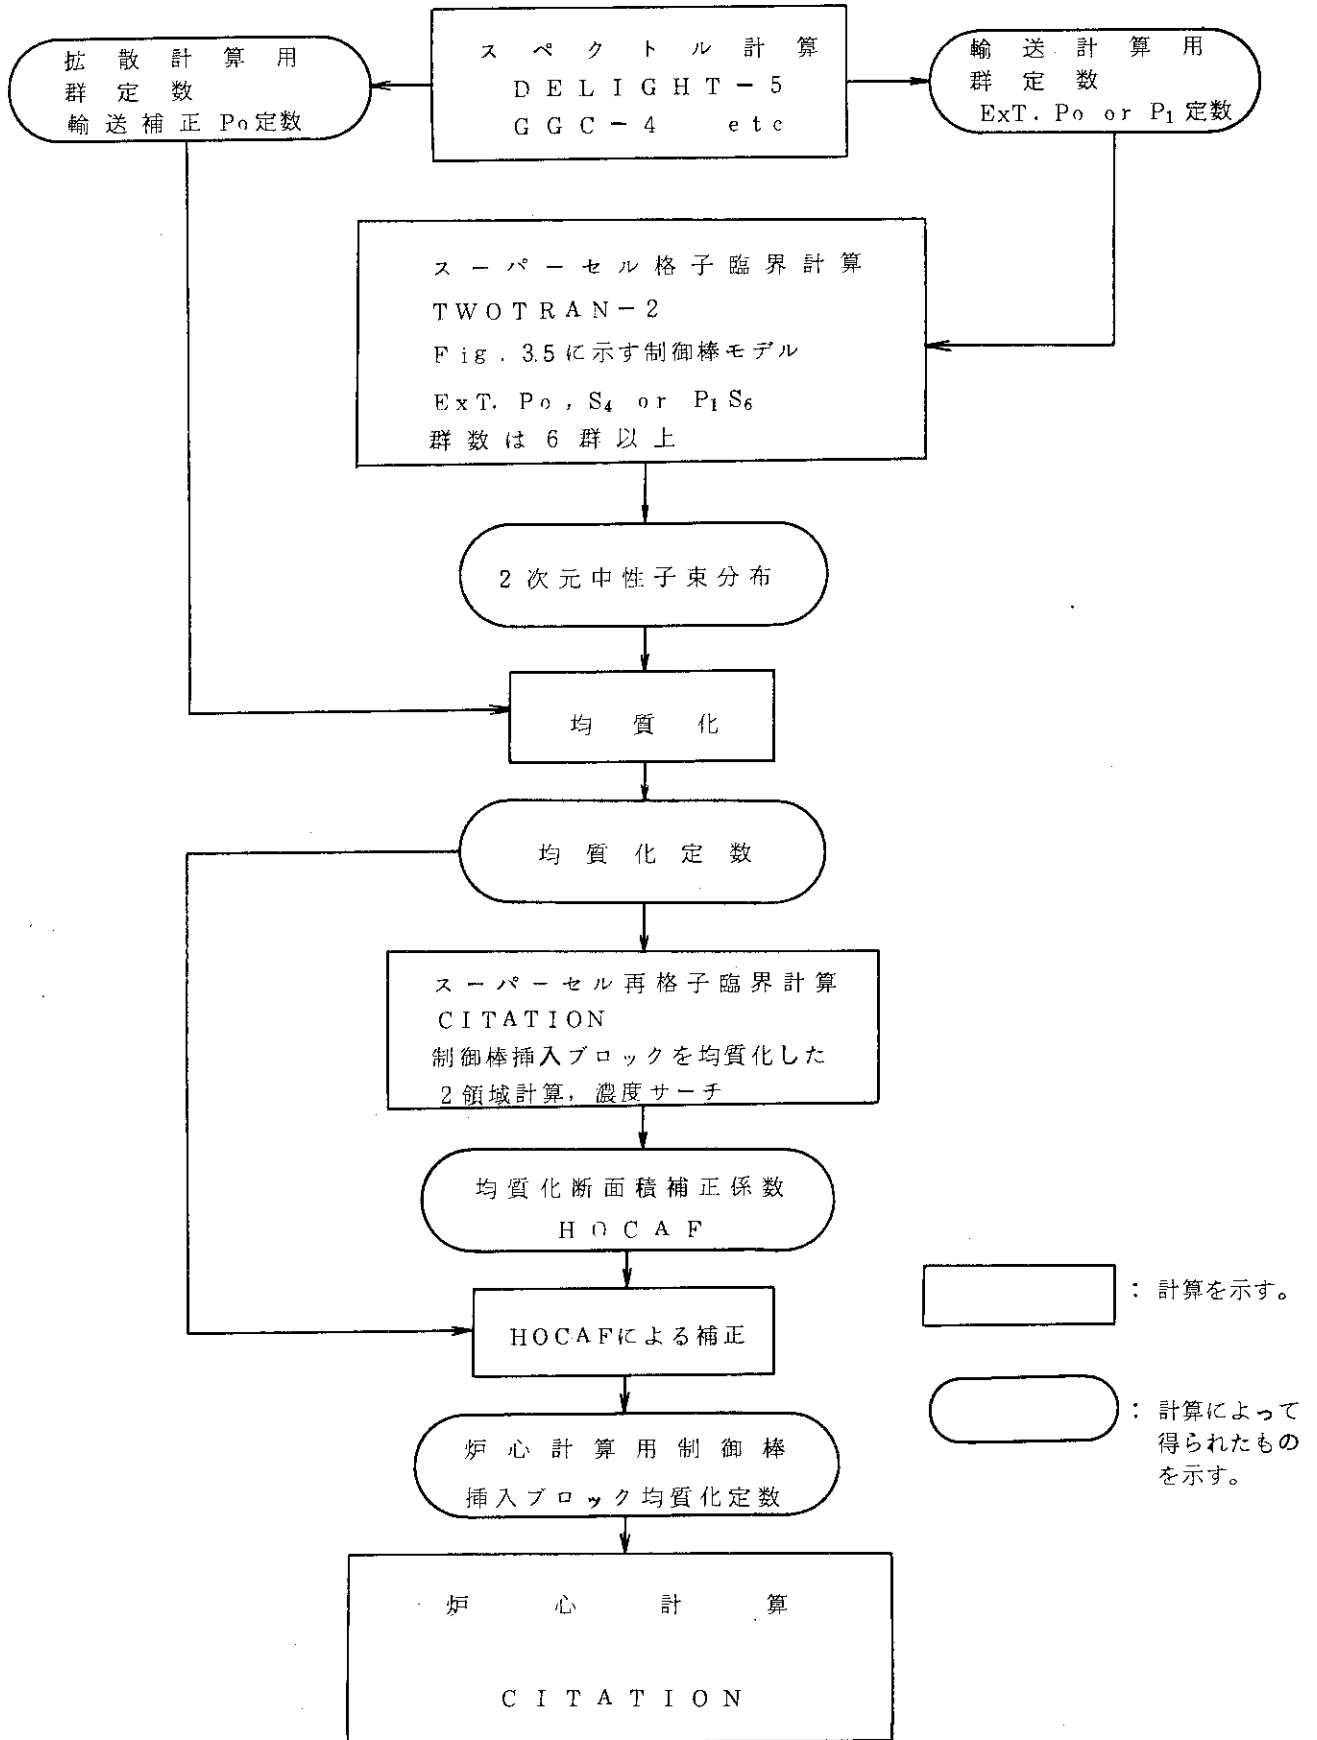 スペクトル計算
DELIGHT-5
GGC-4 etc
拡散計算用
群定数
輸送補正Po定数
輸送計算用
群定数
ExT. Po or P₁定数
スーパーセル格子臨界計算
TWOTRAN-2
Fig. 3.5に示す制御棒モデル
ExT. Po, S₄ or P₁S₆
群数は6群以上
2次元中性子束分布
均質化
均質化定数
スーパーセル再格子臨界計算
CITATION
制御棒挿入ブロックを均質化した
2領域計算, 濃度サーチ
均質化断面積補正係数
HOCAF
HOCAFによる補正
炉心計算用制御棒
挿入ブロック均質化定数
炉心計算
CITATION
: 計算を示す。
: 計算によって
得られたもの
を示す。